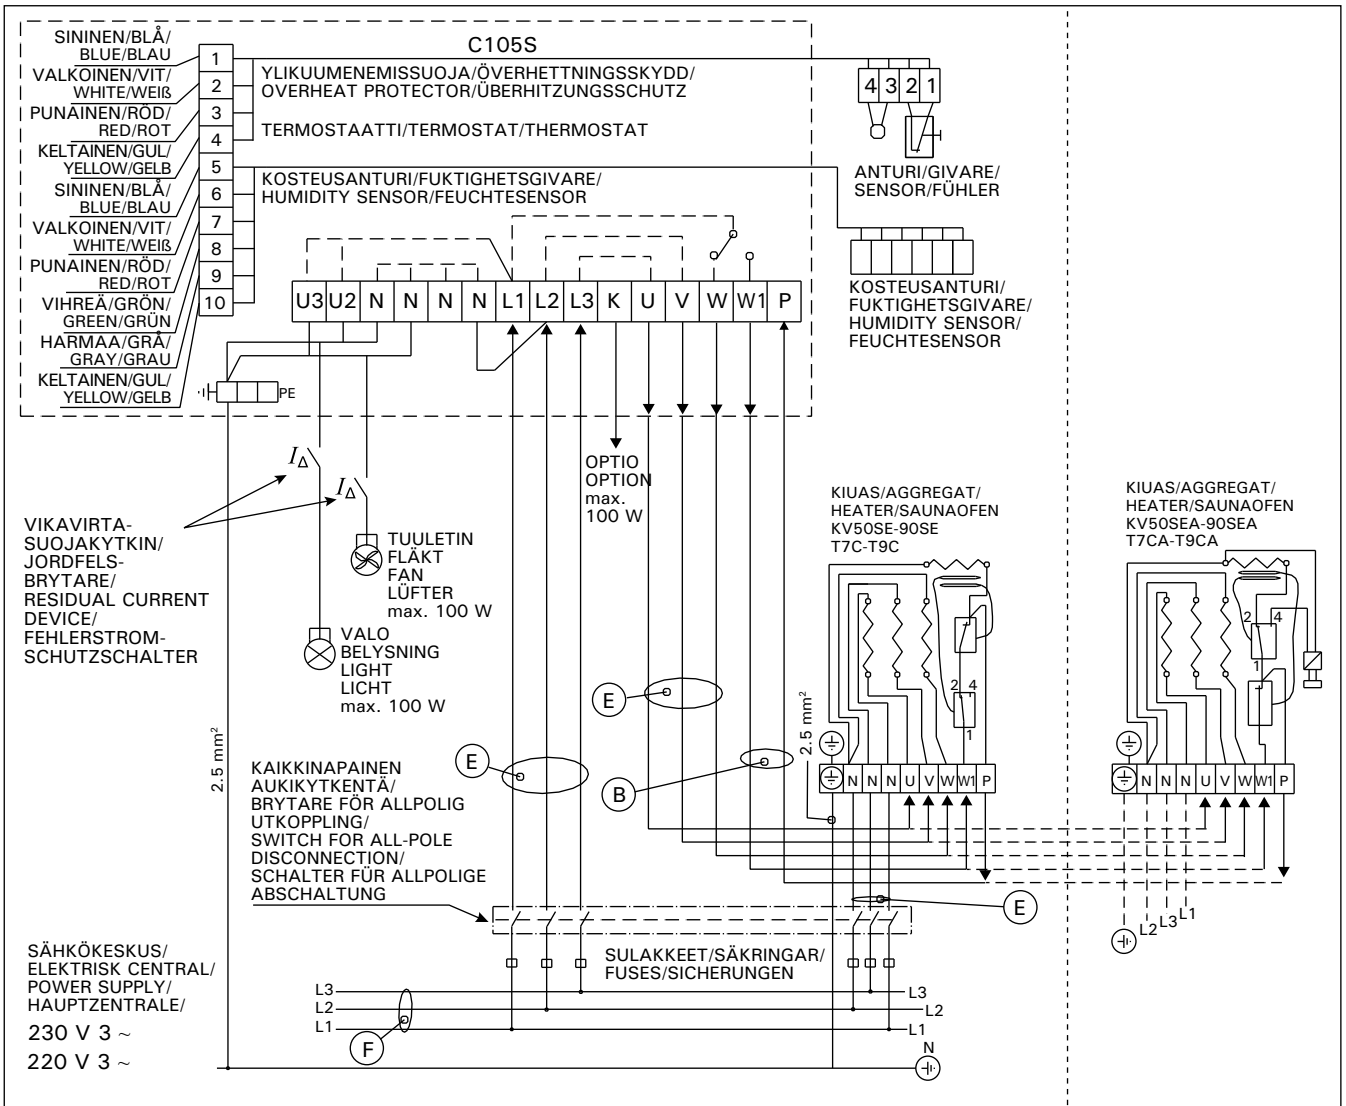 SININEN/BLÅ/
BLUE/BLAU
VALKOINEN/VIT/
WHITE/WEIß
PUNAINEN/RÖD/
RED/ROT
KELTAINEN/GUL/
YELLOW/GELB
SININEN/BLÅ/
BLUE/BLAU
VALKOINEN/VIT/
WHITE/WEIß
PUNAINEN/RÖD/
RED/ROT
VIHREÄ/GRÖN/
GREEN/GRÜN
HARMAA/GRÅ/
GRAY/GRAU
KELTAINEN/GUL/
YELLOW/GELB
1
2
3
4
5
6
7
8
9
10
C105S
YLIKUUMENEMISSUOJA/ÖVERHETTNINGSSKYDD/
OVERHEAT PROTECTOR/ÜBERHITZUNGSSCHUTZ
TERMOSTAATTI/TERMOSTAT/THERMOSTAT
KOSTEUSANTURI/FUKTIGHETSGIVARE/
HUMIDITY SENSOR/FEUCHTESENSOR
4 3 2 1
ANTURI/GIVARE/
SENSOR/FÜHLER
KOSTEUSANTURI/
FUKTIGHETSGIVARE/
HUMIDITY SENSOR/
FEUCHTESENSOR
U3 U2 N N N N L1 L2 L3 K U V W W1 P
PE
I∆
I∆
VIKAVIRTA-
SUOJAKYTKIN/
JORDFELS-
BRYTARE/
RESIDUAL CURRENT
DEVICE/
FEHLERSTROM-
SCHUTZSCHALTER
TUULETIN
FLÄKT
FAN
LÜFTER
max. 100 W
VALO
BELYSNING
LIGHT
LICHT
max. 100 W
OPTIO
OPTION
max.
100 W
KIUAS/AGGREGAT/
HEATER/SAUNAOFEN
KV50SE-90SE
T7C-T9C
2 4
1
KIUAS/AGGREGAT/
HEATER/SAUNAOFEN
KV50SEA-90SEA
T7CA-T9CA
2 4
1
E
E
B
2.5 mm²
2.5 mm²
N N N U V W W1 P
N N N U V W W1 P
KAIKKINAPAINEN
AUKIKYTKENTÄ/
BRYTARE FÖR ALLPOLIG
UTKOPPLING/
SWITCH FOR ALL-POLE
DISCONNECTION/
SCHALTER FÜR ALLPOLIGE
ABSCHALTUNG
E
L2 L3 L1
SULAKKEET/SÄKRINGAR/
FUSES/SICHERUNGEN
SÄHKÖKESKUS/
ELEKTRISK CENTRAL/
POWER SUPPLY/
HAUPTZENTRALE/
230 V 3 ~
220 V 3 ~
L3
L2
L1
F
L3
L2
L1
N